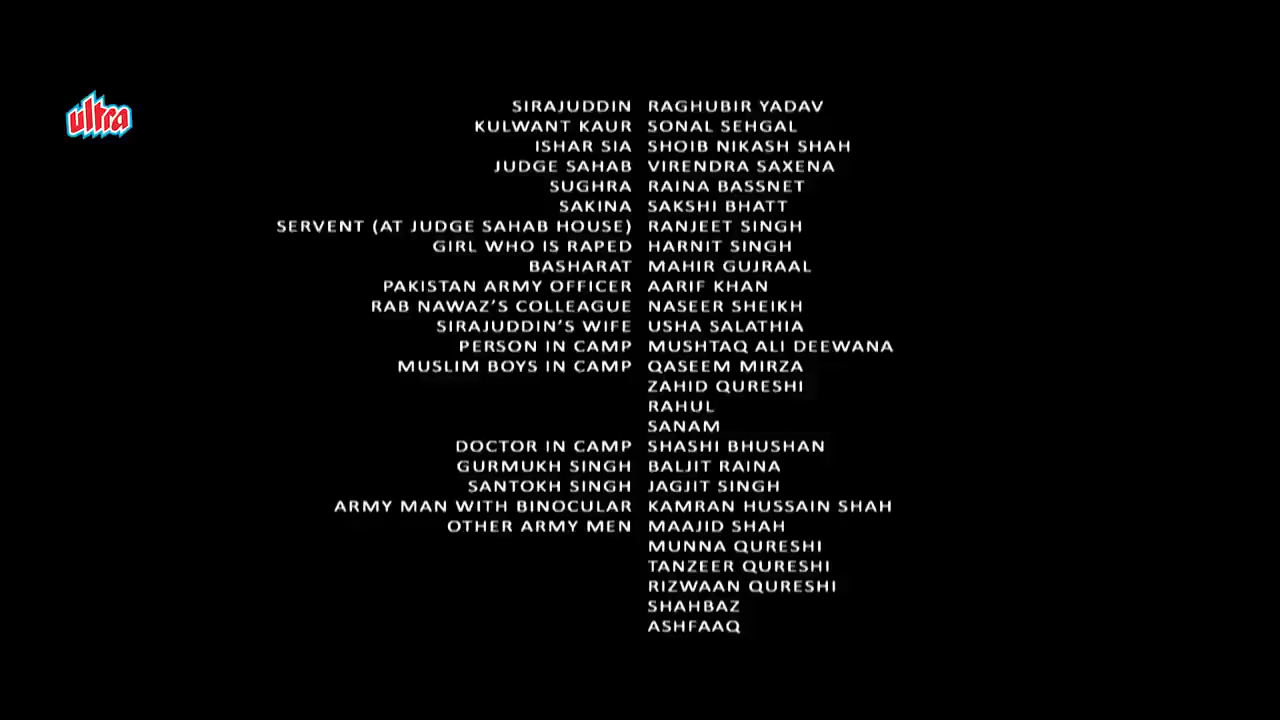 ultra
SIRAJUDDIN RAGHUBIR YADAV
KULWANT KAUR SONAL SEHGAL
ISHAR SIA SHOIB NIKASH SHAH
JUDGE SAHAB VIRENDRA SAXENA
SUGHRA RAINA BASSNET
SAKINA SAKSHI BHATT
SERVENT (AT JUDGE SAHAB HOUSE) RANJEET SINGH
GIRL WHO IS RAPED HARNIT SINGH
BASHARAT MAHIR GUJRAAL
PAKISTAN ARMY OFFICER AARIF KHAN
RAB NAWAZ’S COLLEAGUE NASEER SHEIKH
SIRAJUDDIN’S WIFE USHA SALATHIA
PERSON IN CAMP MUSHTAQ ALI DEEWANA
MUSLIM BOYS IN CAMP QASEEM MIRZA
ZAHID QURESHI
RAHUL
SANAM
DOCTOR IN CAMP SHASHI BHUSHAN
GURMUKH SINGH BALJIT RAINA
SANTOKH SINGH JAGJIT SINGH
ARMY MAN WITH BINOCULAR KAMRAN HUSSAIN SHAH
OTHER ARMY MEN MAAJID SHAH
MUNNA QURESHI
TANZEER QURESHI
RIZWAAN QURESHI
SHAHBAZ
ASHFAAQ